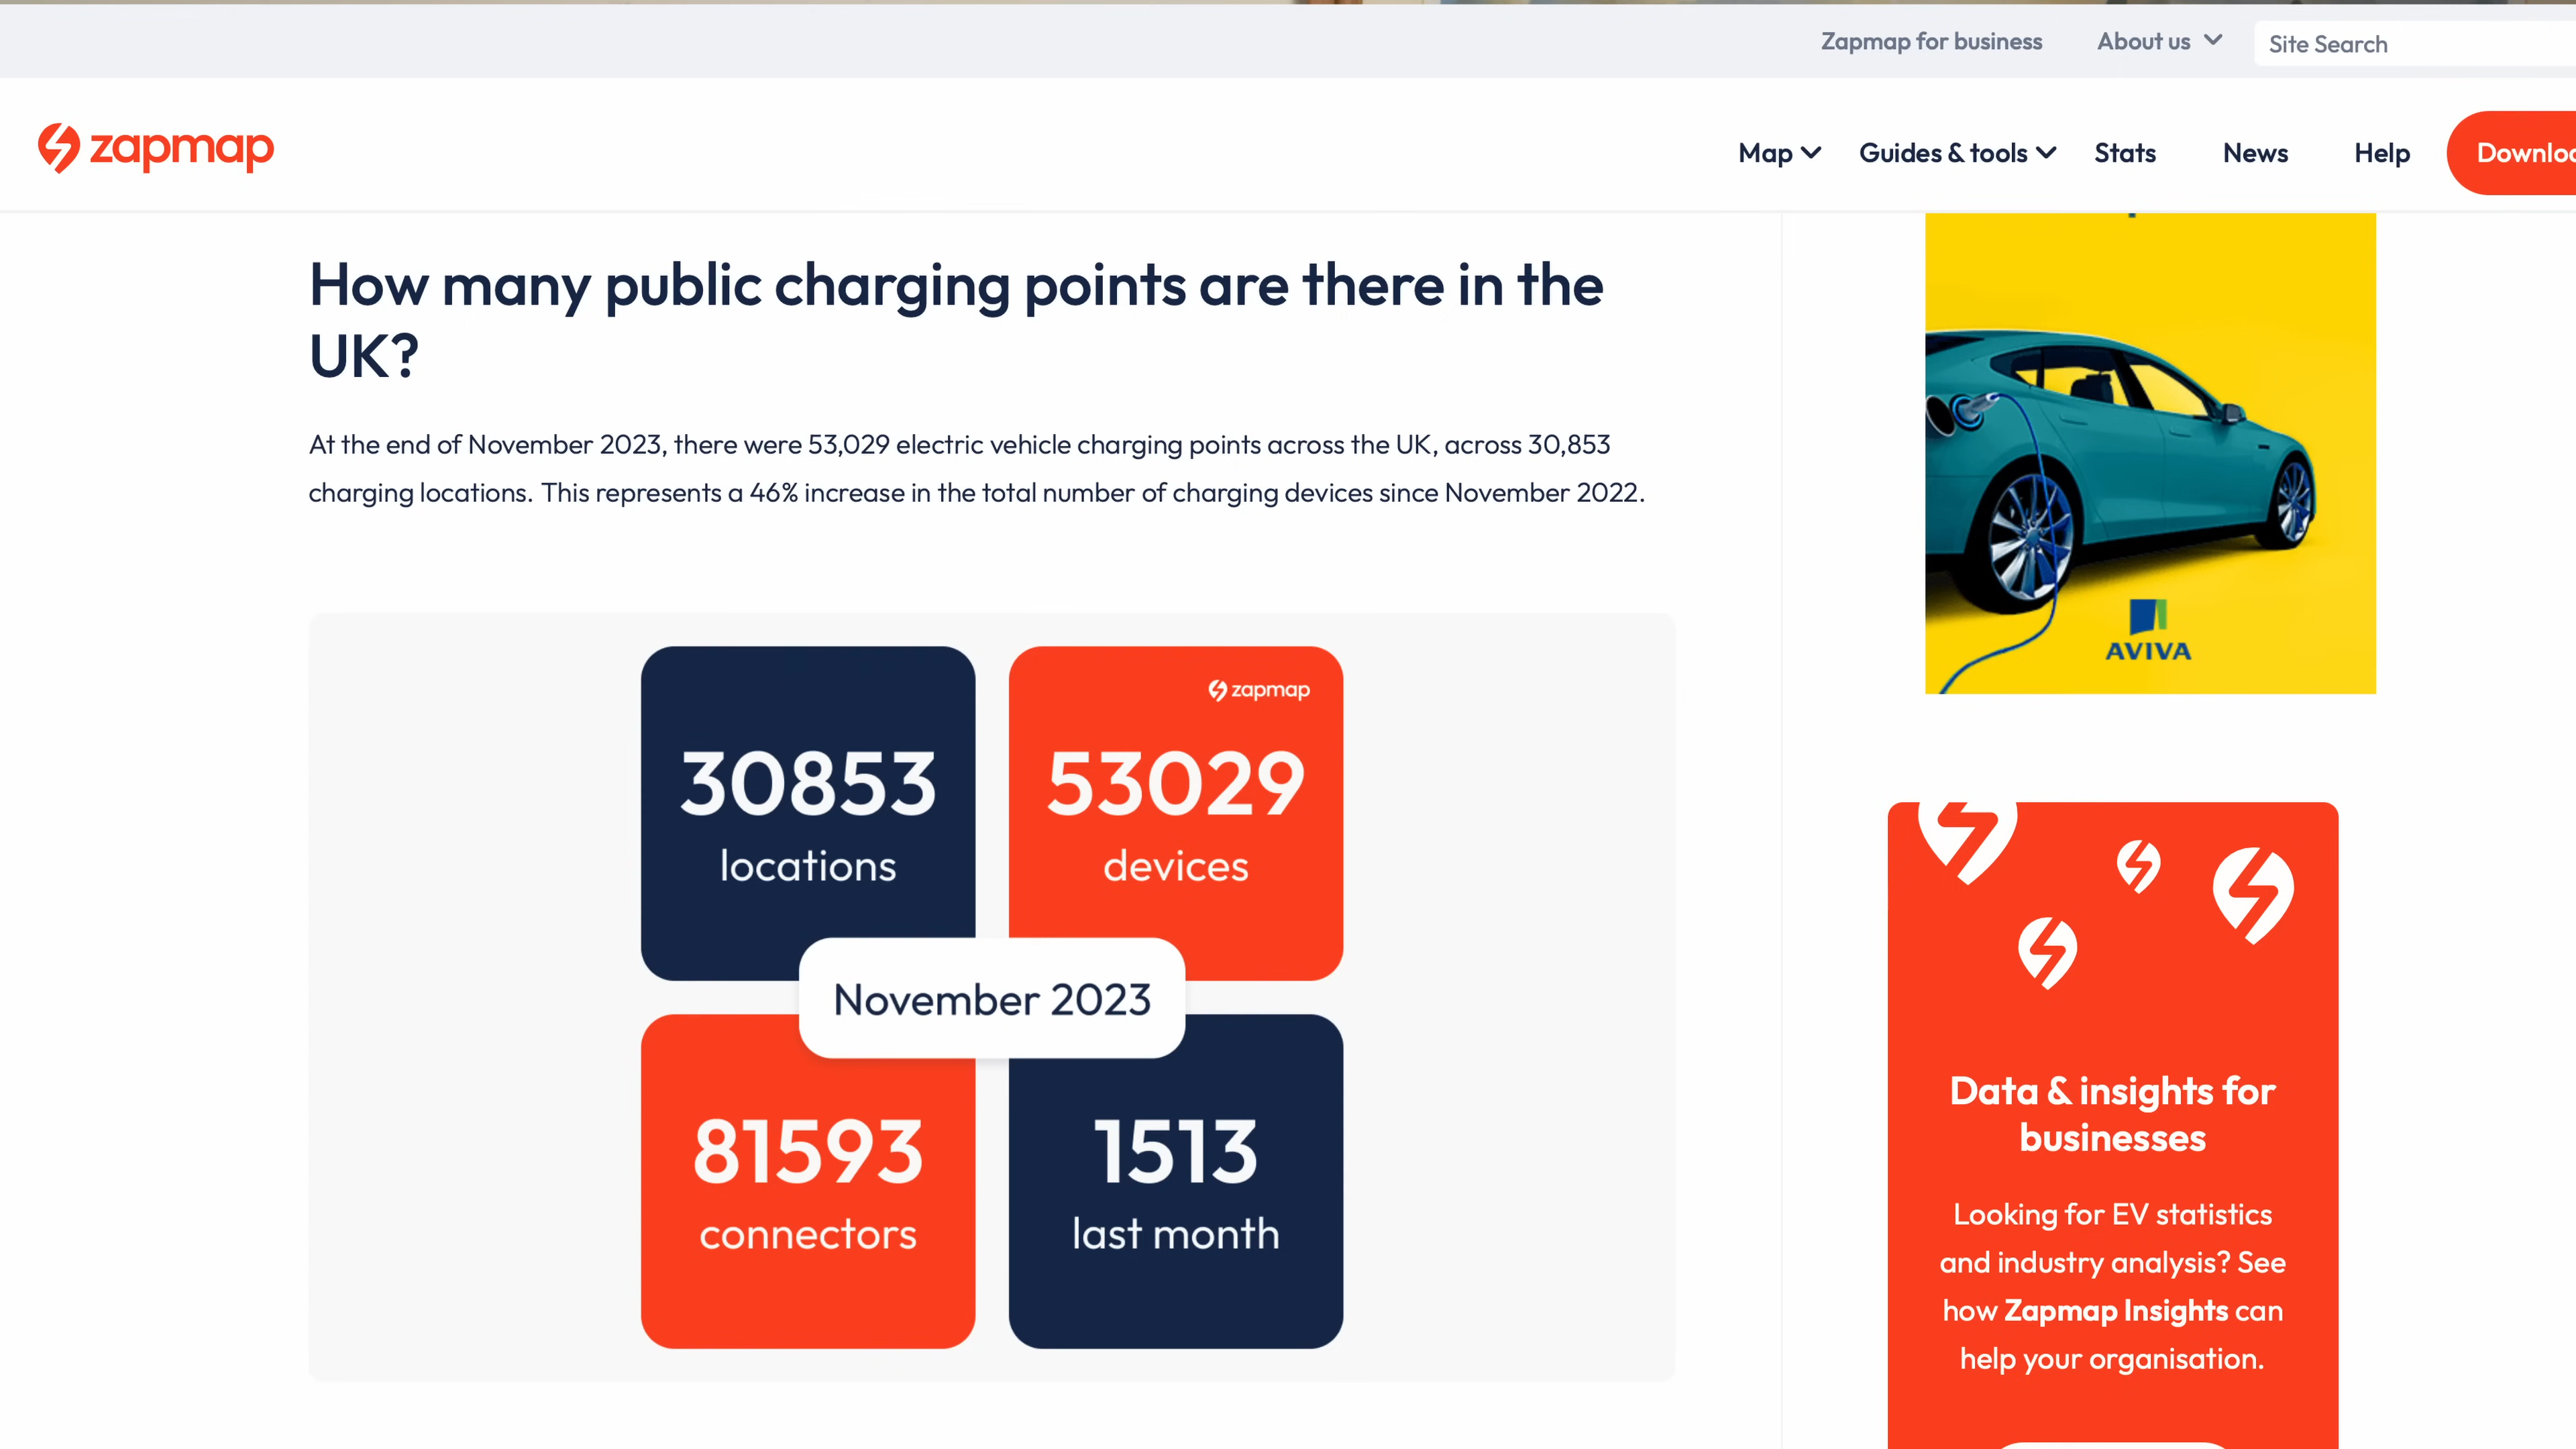 Zapmap for business About us Site Search
zapmap
Map Guides & tools Stats News Help
How many public charging points are there in the
UK?
At the end of November 2023, there were 53,029 electric vehicle charging points across the UK, across 30,853
charging locations. This represents a 46% increase in the total number of charging devices since November 2022.
zapmap
30853
locations
53029
devices
November 2023
81593
connectors
1513
last month
AVIVA
Data & insights for
businesses
Looking for EV statistics
and industry analysis? See
how Zapmap Insights can
help your organisation.